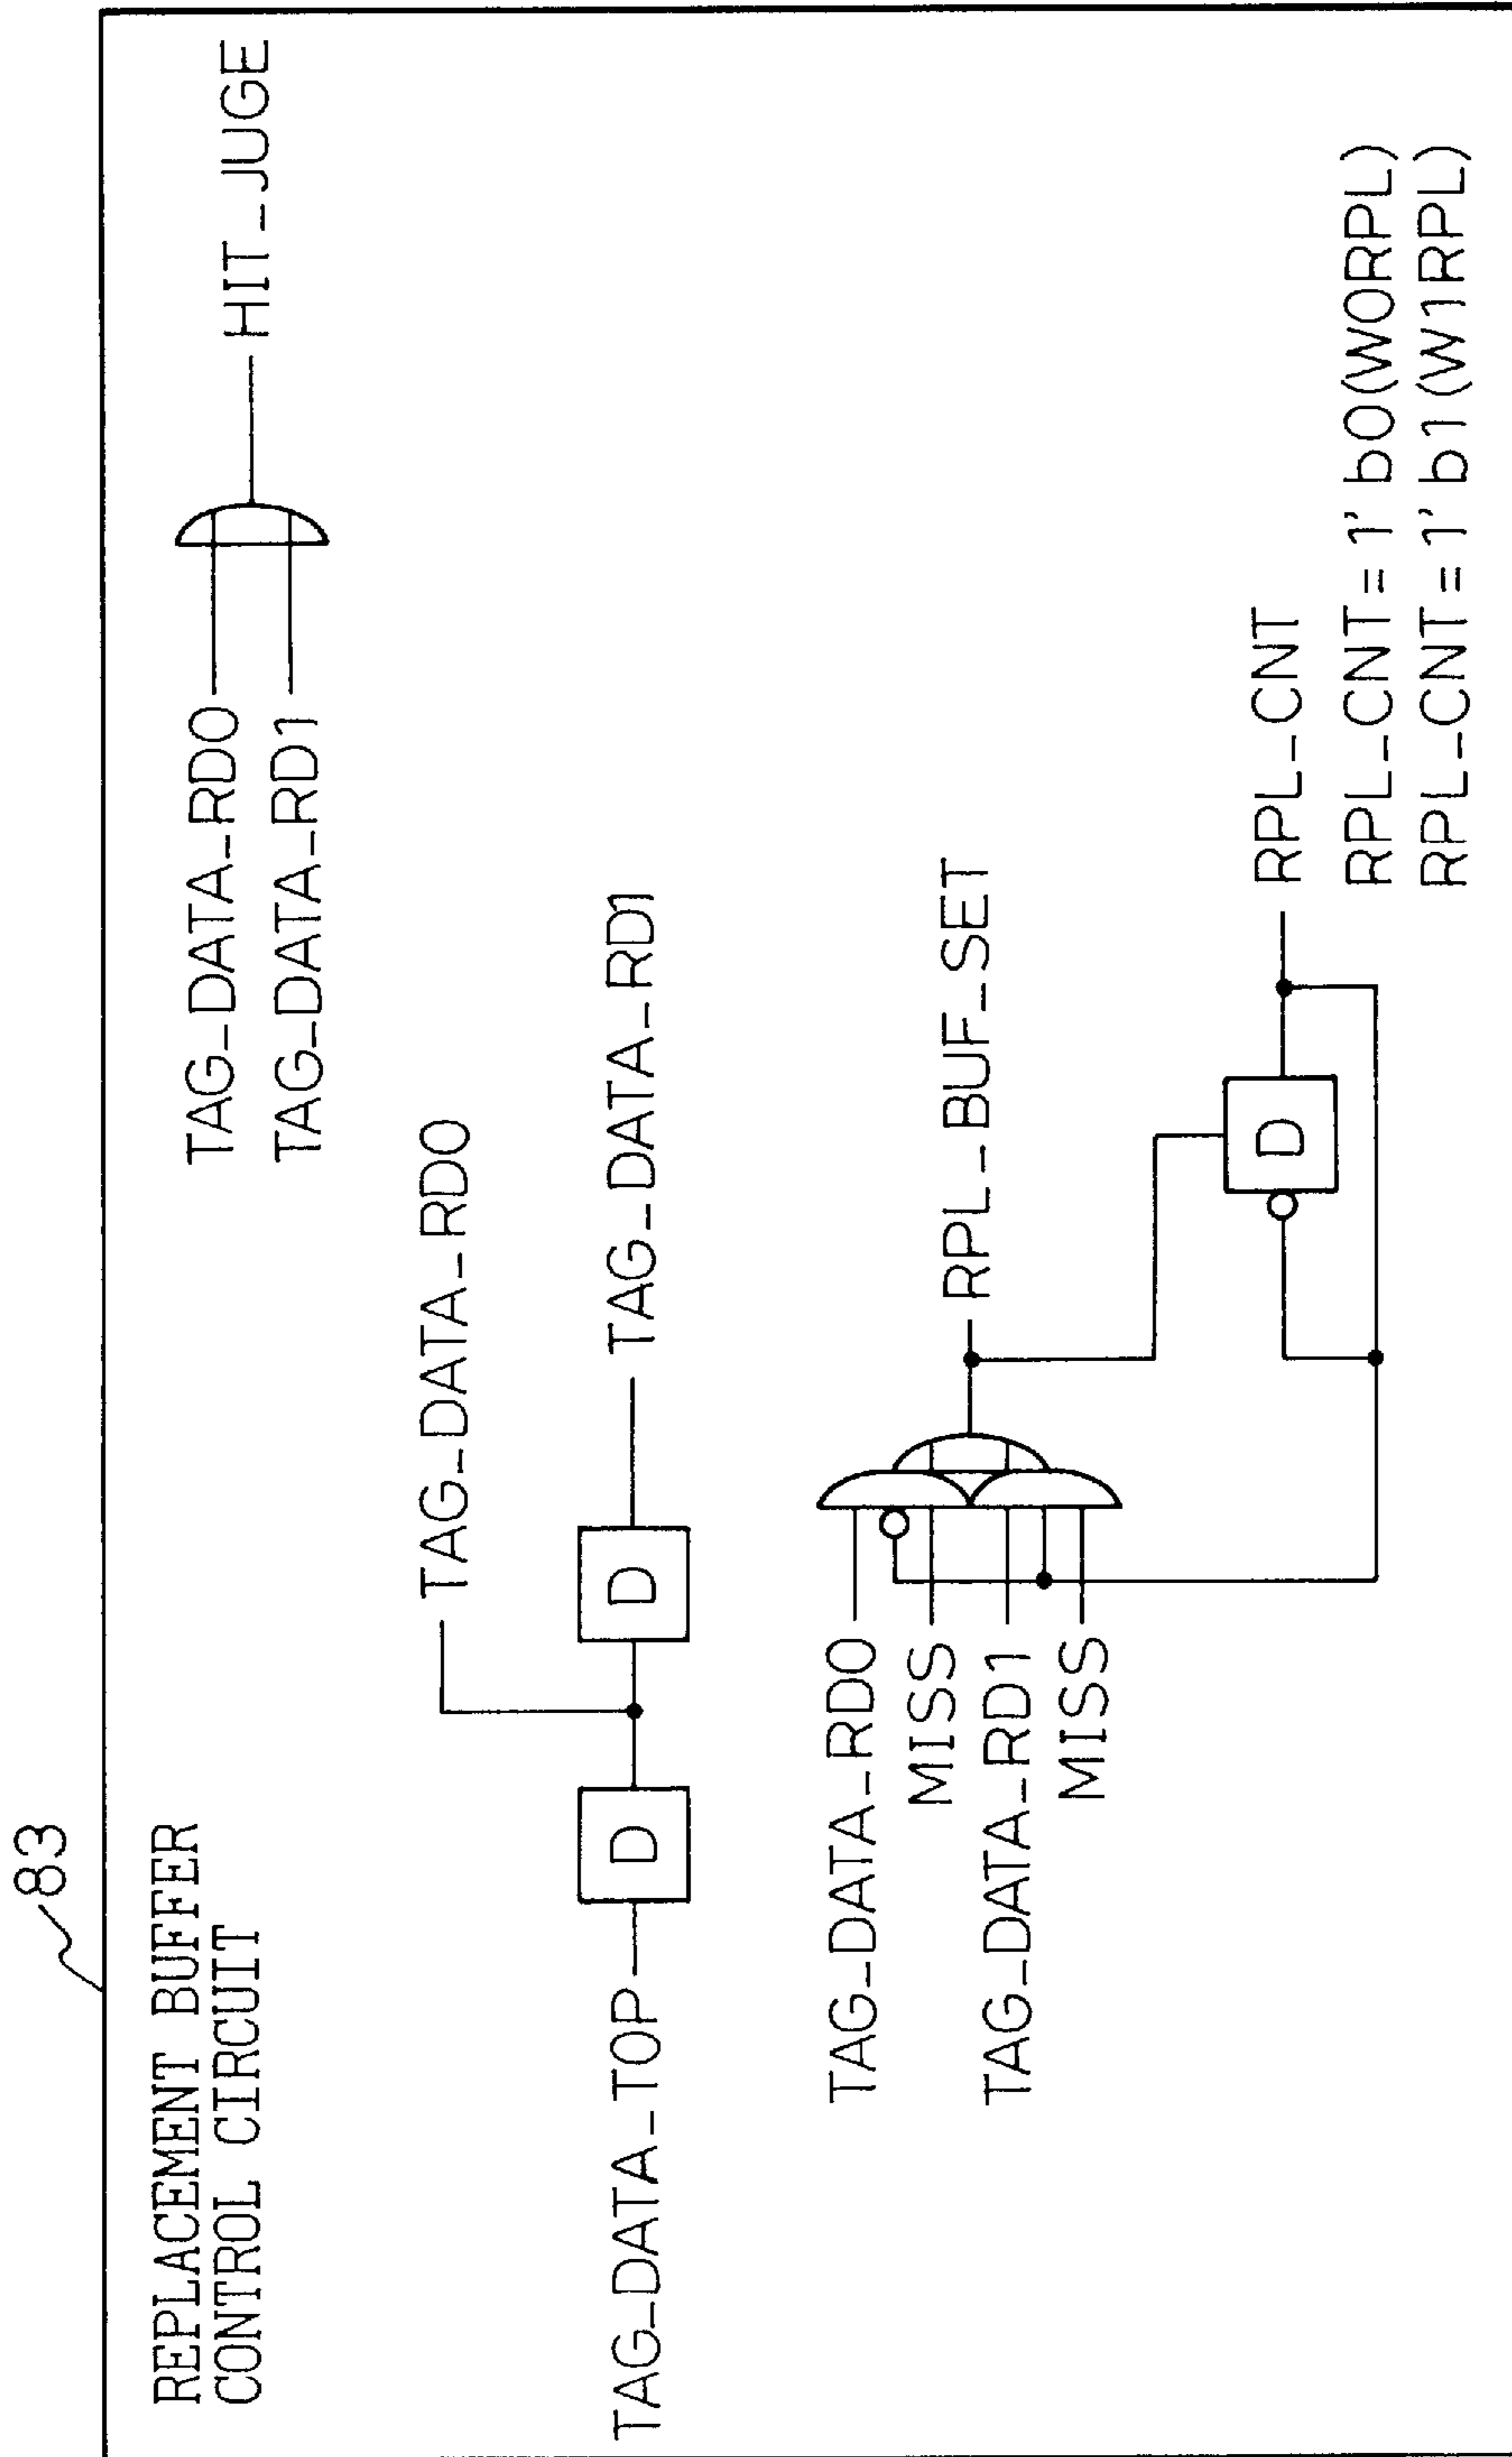 83
REPLACEMENT BUFFER
CONTROL CIRCUIT
TAG_DATA_RD0
TAG_DATA_RD1
HIT_JUGE
TAG_DATA_RD0
TAG_DATA_TOP
D
D
TAG_DATA_RD1
TAG_DATA_RD0
MISS
TAG_DATA_RD1
MISS
RPL_BUF_SET
D
RPL_CNT
RPL_CNT=1'b0(W0RPL)
RPL_CNT=1'b1(W1RPL)